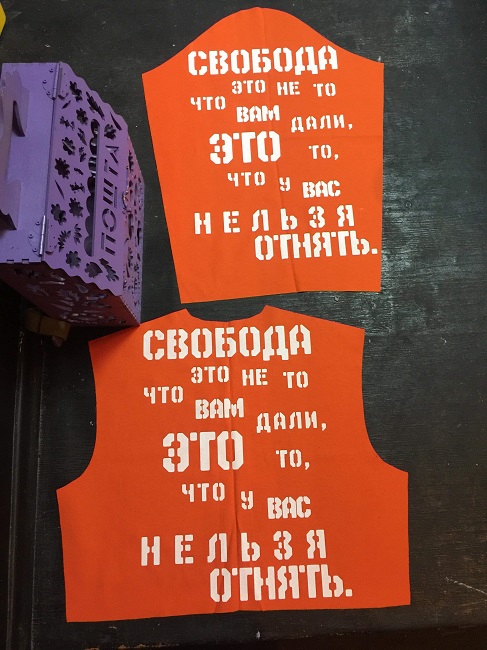 СВОБОДА
ЭТО НЕ ТО
ЧТО
ВАМ
ДАЛИ,
ЭТО
ТО,
ЧТО У
ВАС
НЕЛЬЗЯ
ОТНЯТЬ.
ПОШТА
СВОБОДА
ЭТО НЕ ТО
ЧТО
ВАМ
ДАЛИ,
ЭТО
ТО,
ЧТО У
ВАС
НЕЛЬЗЯ
ОТНЯТЬ.